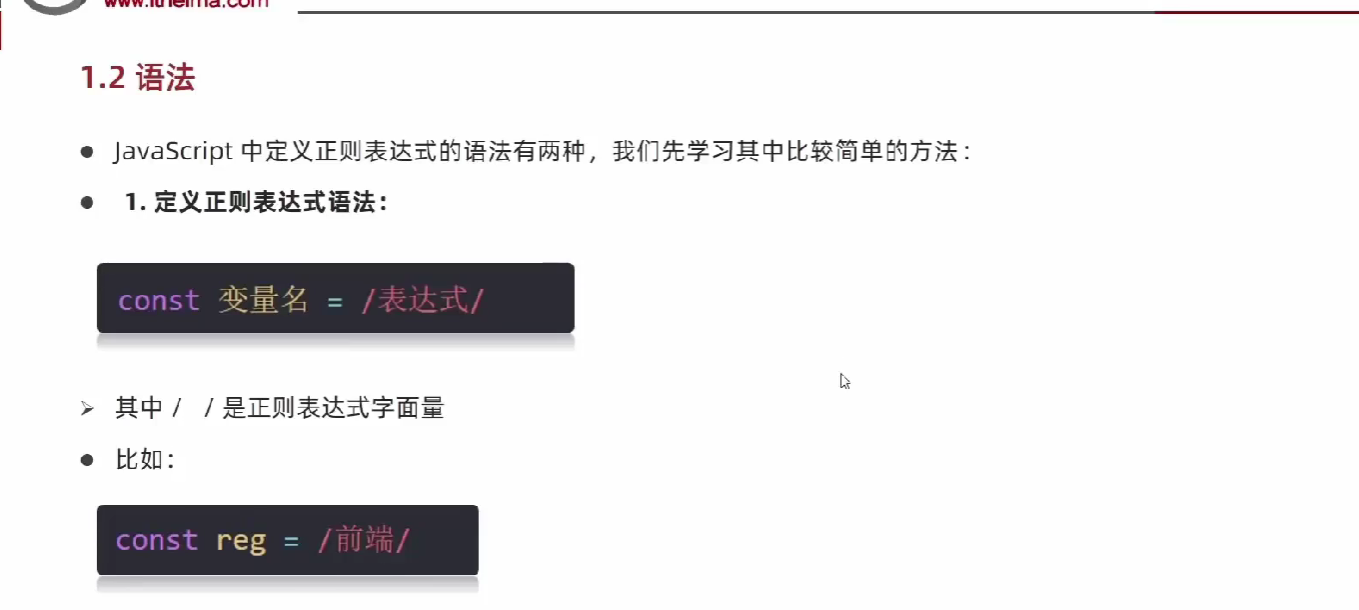 www.itheima.com
1.2 语法
● JavaScript 中定义正则表达式的语法有两种，我们先学习其中比较简单的方法：
● 1. 定义正则表达式语法：
const 变量名 = /表达式/
➢ 其中 / / 是正则表达式字面量
● 比如：
const reg = /前端/